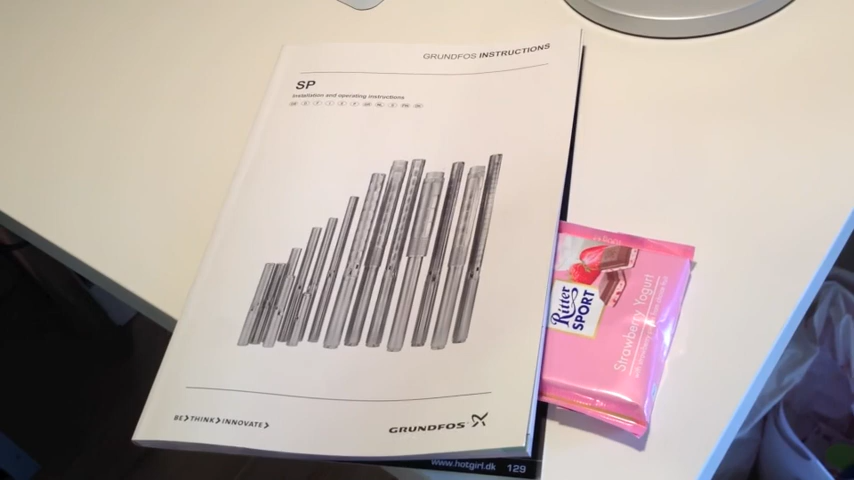 GRUNDFOS INSTRUCTIONS
SP
Installation and operating instructions
BE > THINK > INNOVATE >
GRUNDFOS
Ritter
SPORT
Strawberry Yogurt
www.hotgirl.dk 129